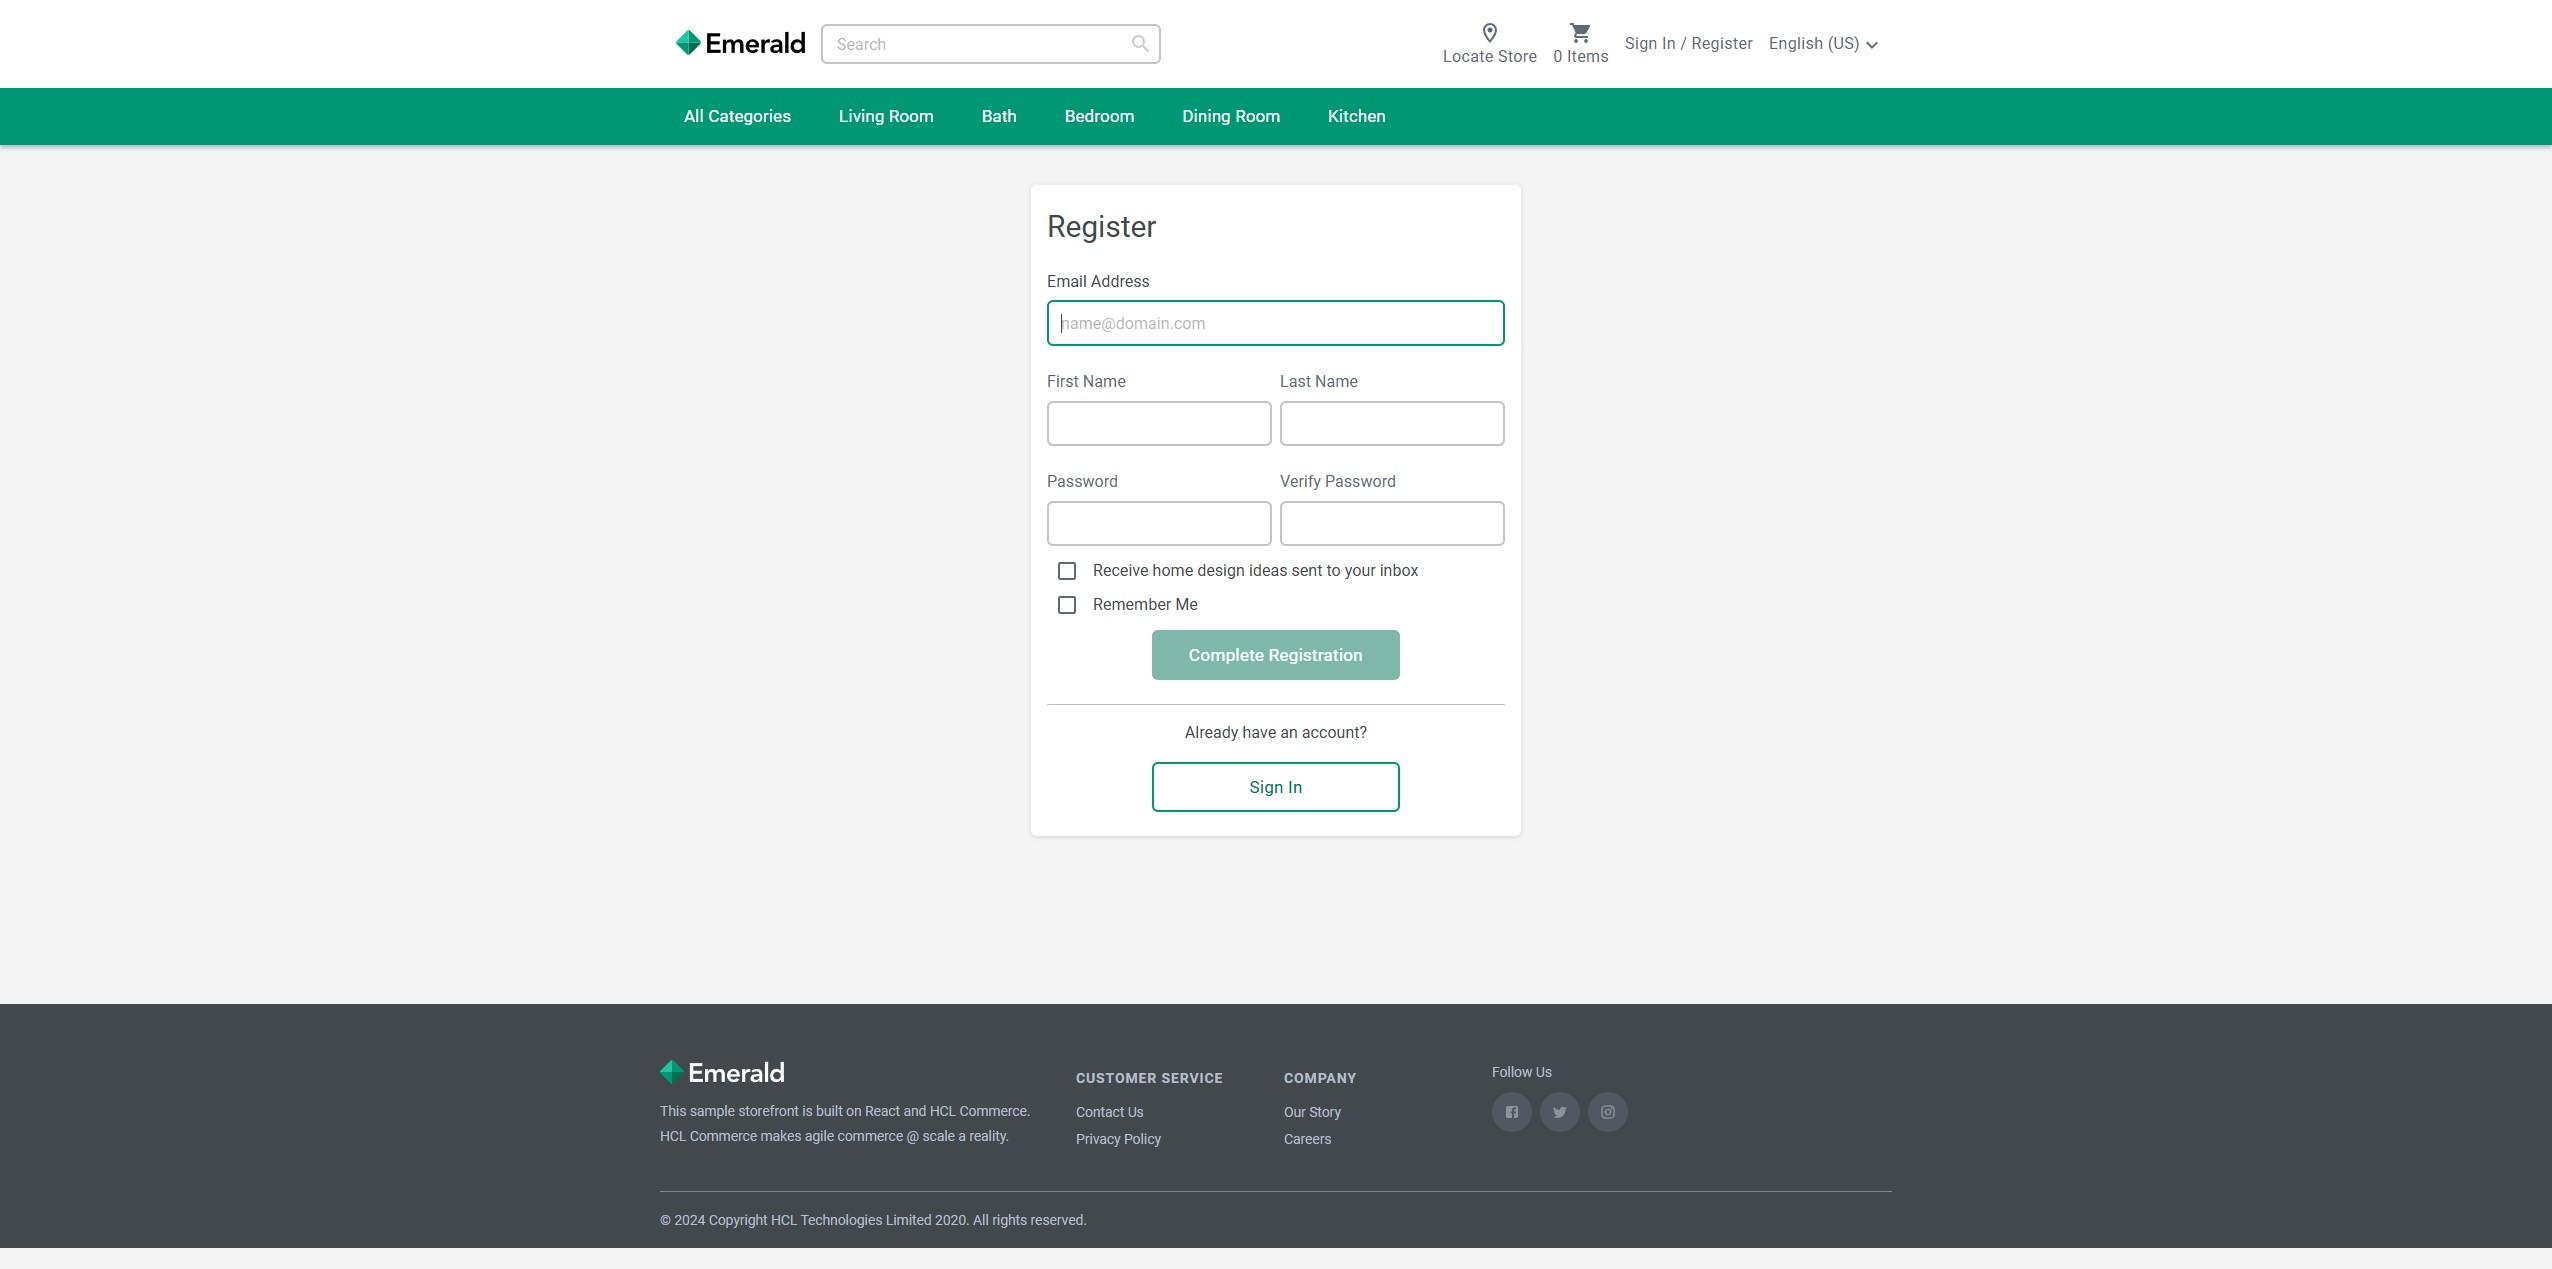 Emerald
Search
Locate Store
0 Items
Sign In / Register
English (US)
All Categories
Living Room
Bath
Bedroom
Dining Room
Kitchen
Register
Email Address
name@domain.com
First Name
Last Name
Password
Verify Password
Receive home design ideas sent to your inbox
Remember Me
Complete Registration
Already have an account?
Sign In
Emerald
This sample storefront is built on React and HCL Commerce.
HCL Commerce makes agile commerce @ scale a reality.
CUSTOMER SERVICE
Contact Us
Privacy Policy
COMPANY
Our Story
Careers
Follow Us
© 2024 Copyright HCL Technologies Limited 2020. All rights reserved.